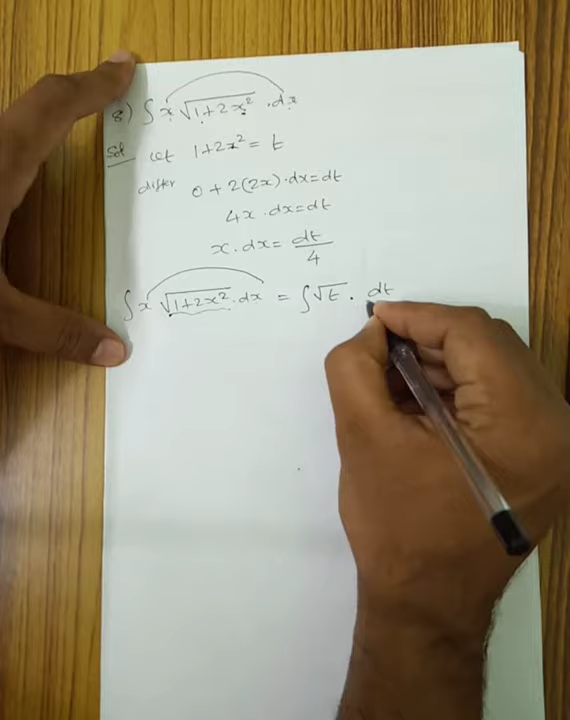 8) ∫ x √1+2x² .dx
Sol let 1+2x² = t
differ 0+2(2x).dx=dt
4x .dx=dt
x.dx= dt/4
∫ x √1+2x² .dx = ∫ √t . dt